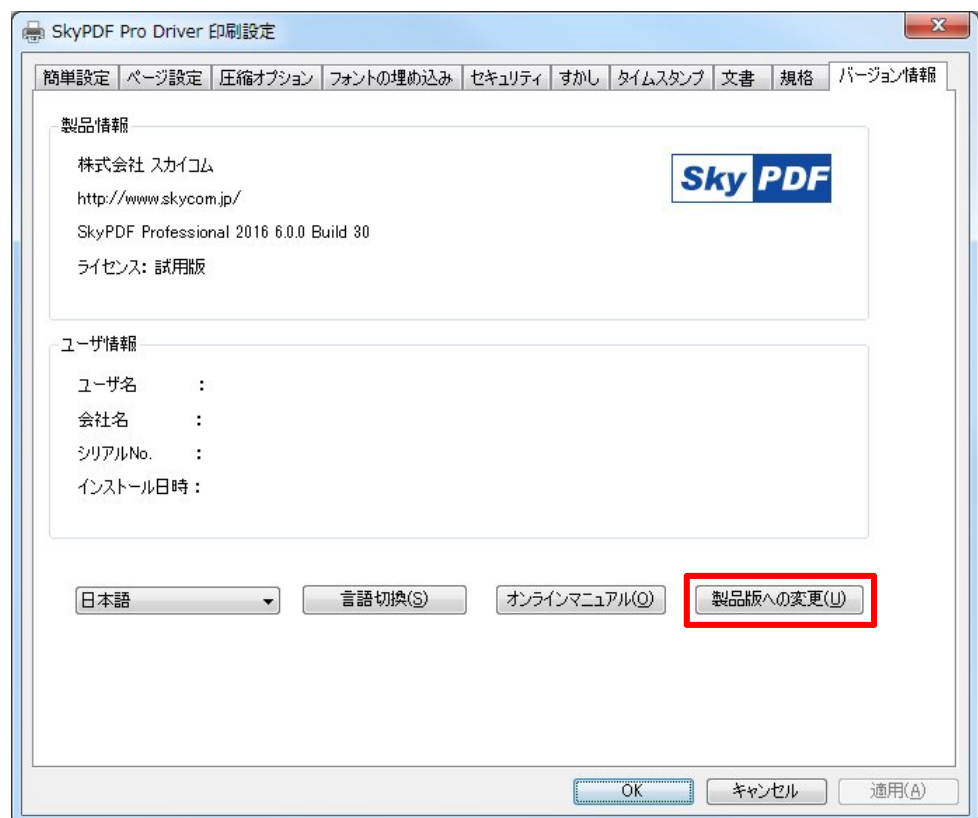 SkyPDF Pro Driver 印刷設定
簡単設定 ページ設定 圧縮オプション フォントの埋め込み セキュリティ すかし タイムスタンプ 文書 規格 バージョン情報
製品情報
株式会社 スカイコム
Sky PDF
http://www.skycom.jp/
SkyPDF Professional 2016 6.0.0 Build 30
ライセンス: 試用版
ユーザ情報
ユーザ名 :
会社名 :
シリアルNo. :
インストール日時 :
日本語 言語切換(S) オンラインマニュアル(O) 製品版への変更(U)
OK キャンセル 適用(A)